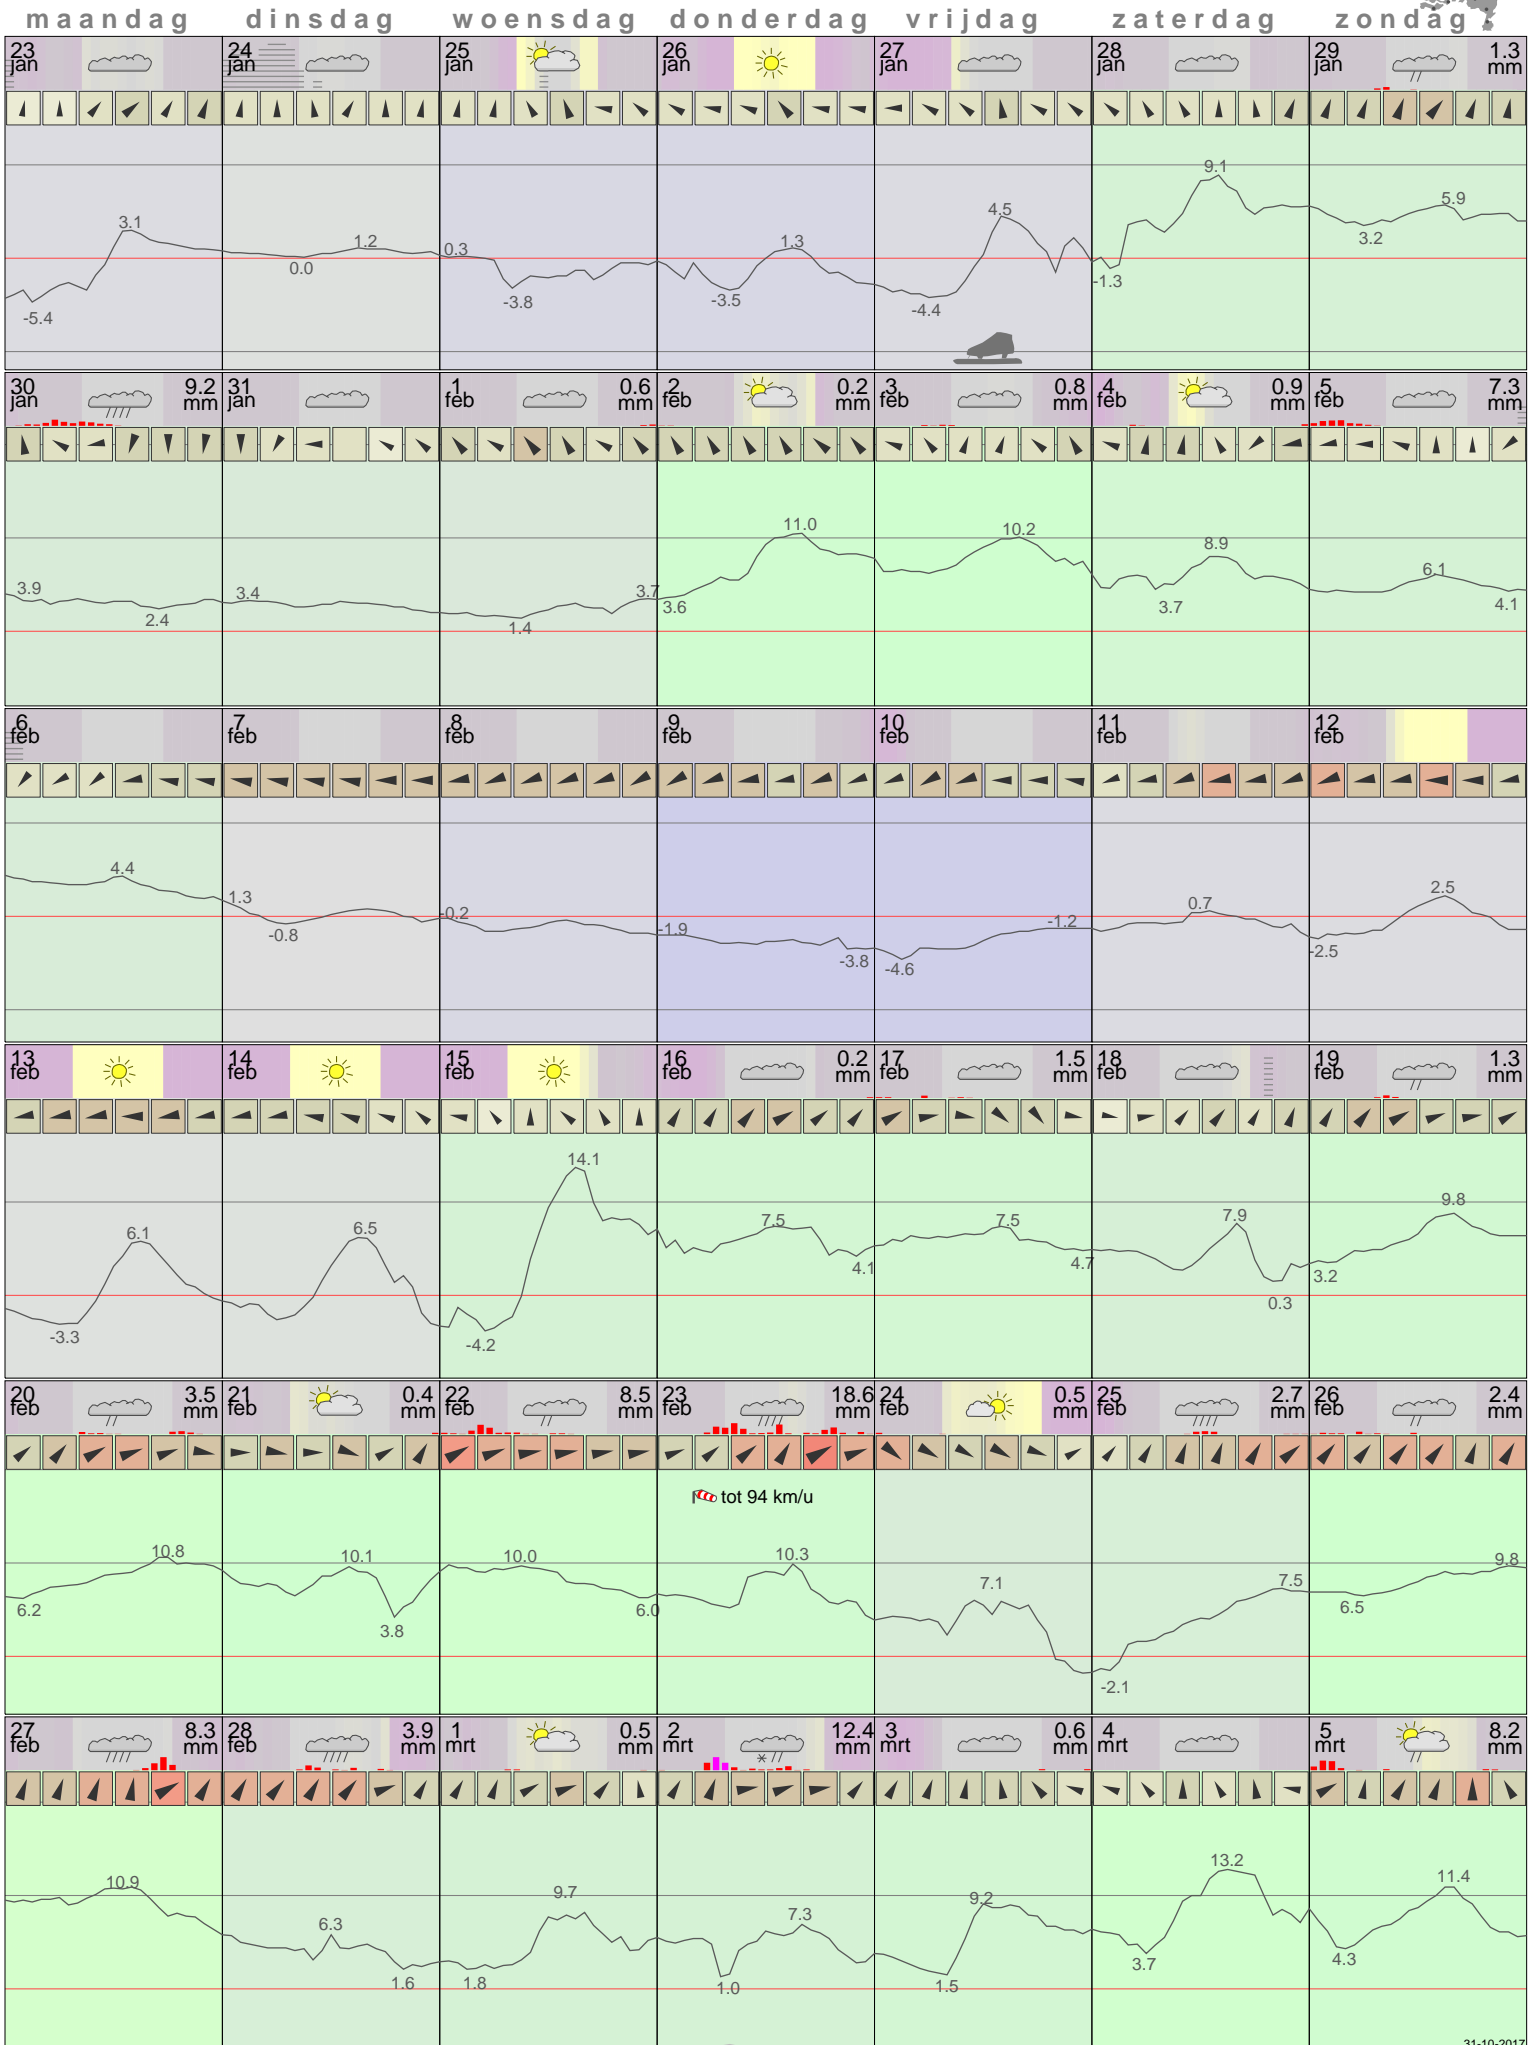 maandag dinsdag woensdag donderdag vrijdag zaterdag zondag
23 24 25 26 27 28 29 1.3
jan jan jan jan jan jan jan mm
3.1 1.2 0.3 1.3 4.5 9.1 5.9
-5.4 0.0 -3.8 -3.5 -4.4 -1.3 3.2
30 9.2 31 1 0.6 2 0.2 3 0.8 4 0.9 5 7.3
jan mm jan feb mm feb mm feb mm feb mm feb mm
11.0 10.2 8.9
3.9 3.4 3.7 6.1
2.4 1.4 3.6 3.7 4.1
6 7 8 9 10 11 12
feb feb feb feb feb feb feb
4.4 1.3 -0.2 -1.9 -1.2 0.7 2.5
-0.8 -3.8 -4.6 -2.5
13 14 15 16 0.2 17 1.5 18 19 1.3
feb feb feb feb mm feb mm feb feb mm
6.1 6.5 14.1 7.5 7.5 7.9 9.8
-3.3 -4.2 4.1 4.7 0.3 3.2
20 3.5 21 0.4 22 8.5 23 18.6 24 0.5 25 2.7 26 2.4
feb mm feb mm feb mm feb mm feb mm feb mm feb mm
tot 94 km/u
10.8 10.1 10.0 10.3 7.1 7.5 9.8
6.2 3.8 6.0 -2.1 6.5
27 8.3 28 3.9 1 0.5 2 12.4 3 0.6 4 5 8.2
feb mm feb mm mrt mm mrt mm mrt mm mrt mrt mm
10.9 6.3 9.7 7.3 9.2 13.2 11.4
1.6 1.8 1.0 1.5 3.7 4.3
31-10-2017